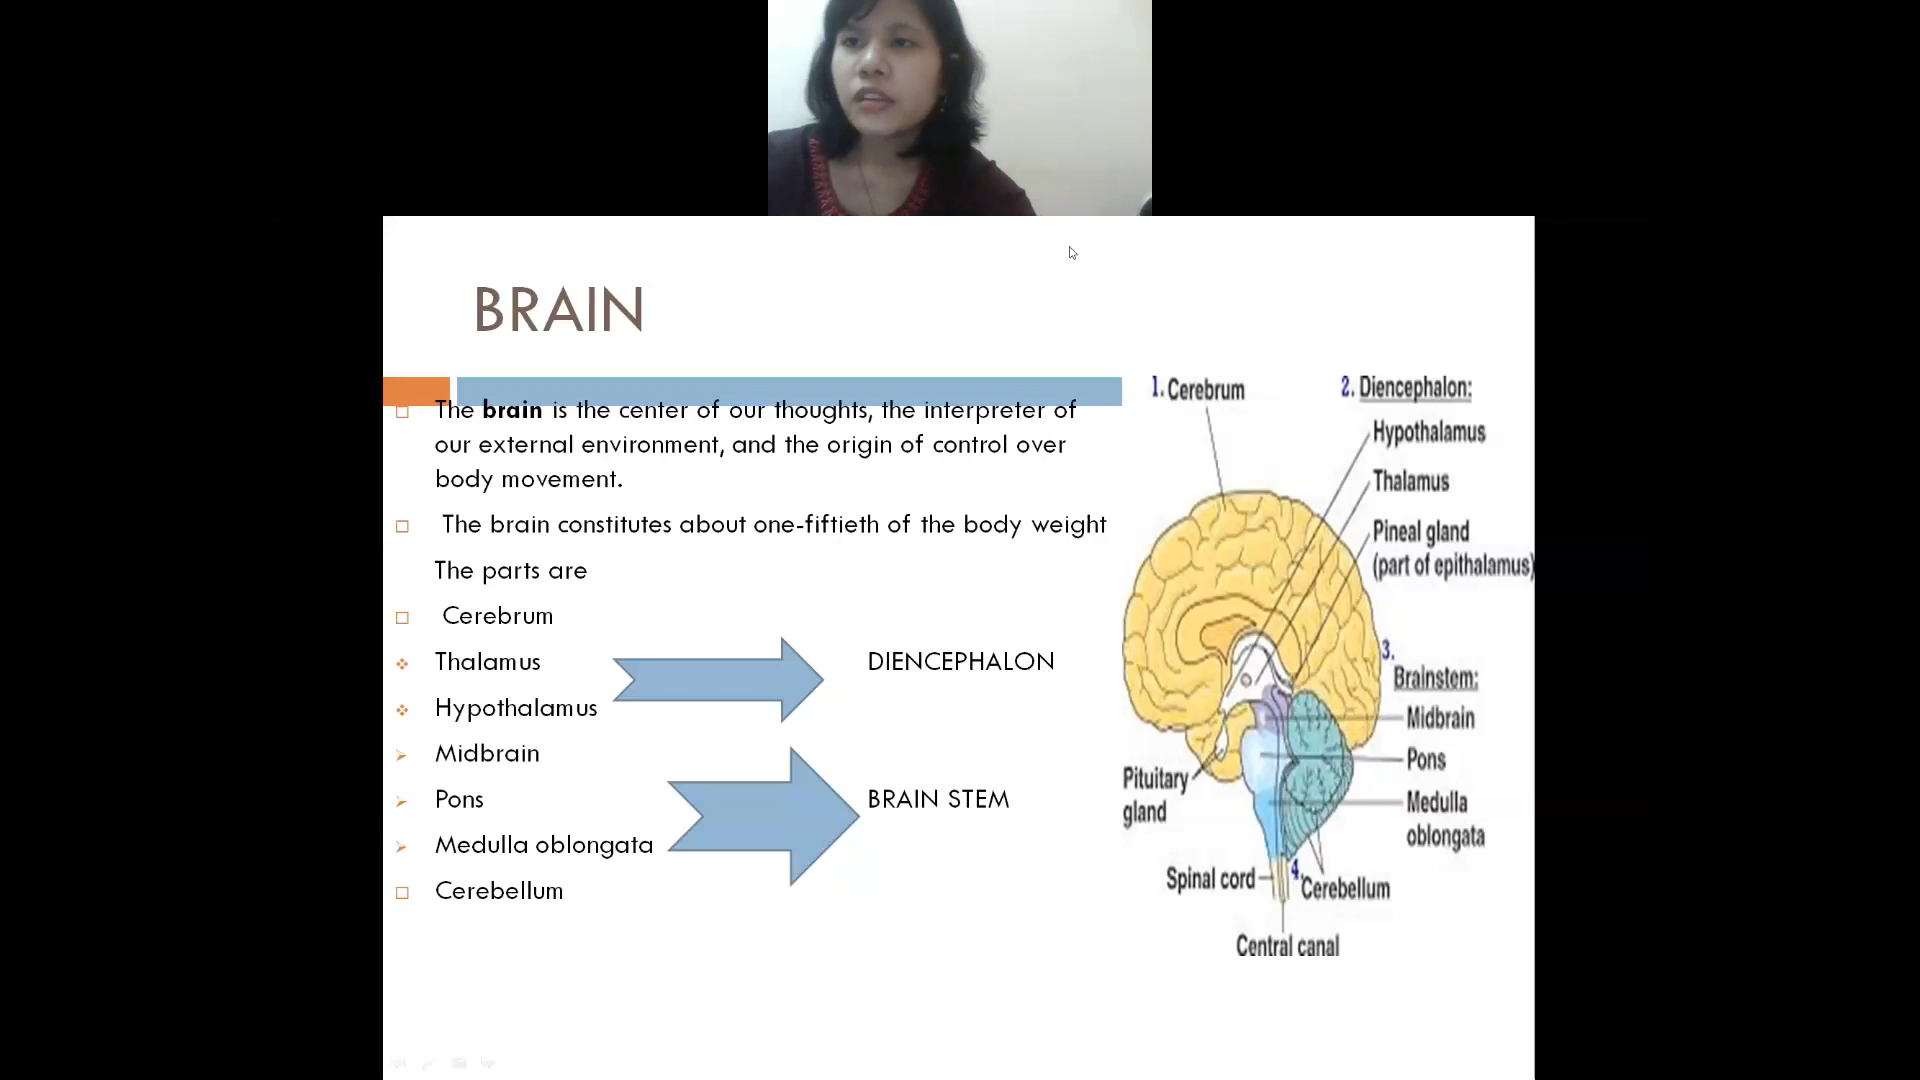 BRAIN
The brain is the center of our thoughts, the interpreter of
our external environment, and the origin of control over
body movement.
The brain constitutes about one-fiftieth of the body weight
The parts are
Cerebrum
Thalamus
DIENCEPHALON
Hypothalamus
Midbrain
Pons
BRAIN STEM
Medulla oblongata
Cerebellum
1. Cerebrum
2. Diencephalon:
Hypothalamus
Thalamus
Pineal gland
(part of epithalamus)
3.
Brainstem:
Midbrain
Pons
Medulla
oblongata
Pituitary
gland
Spinal cord
4. Cerebellum
Central canal